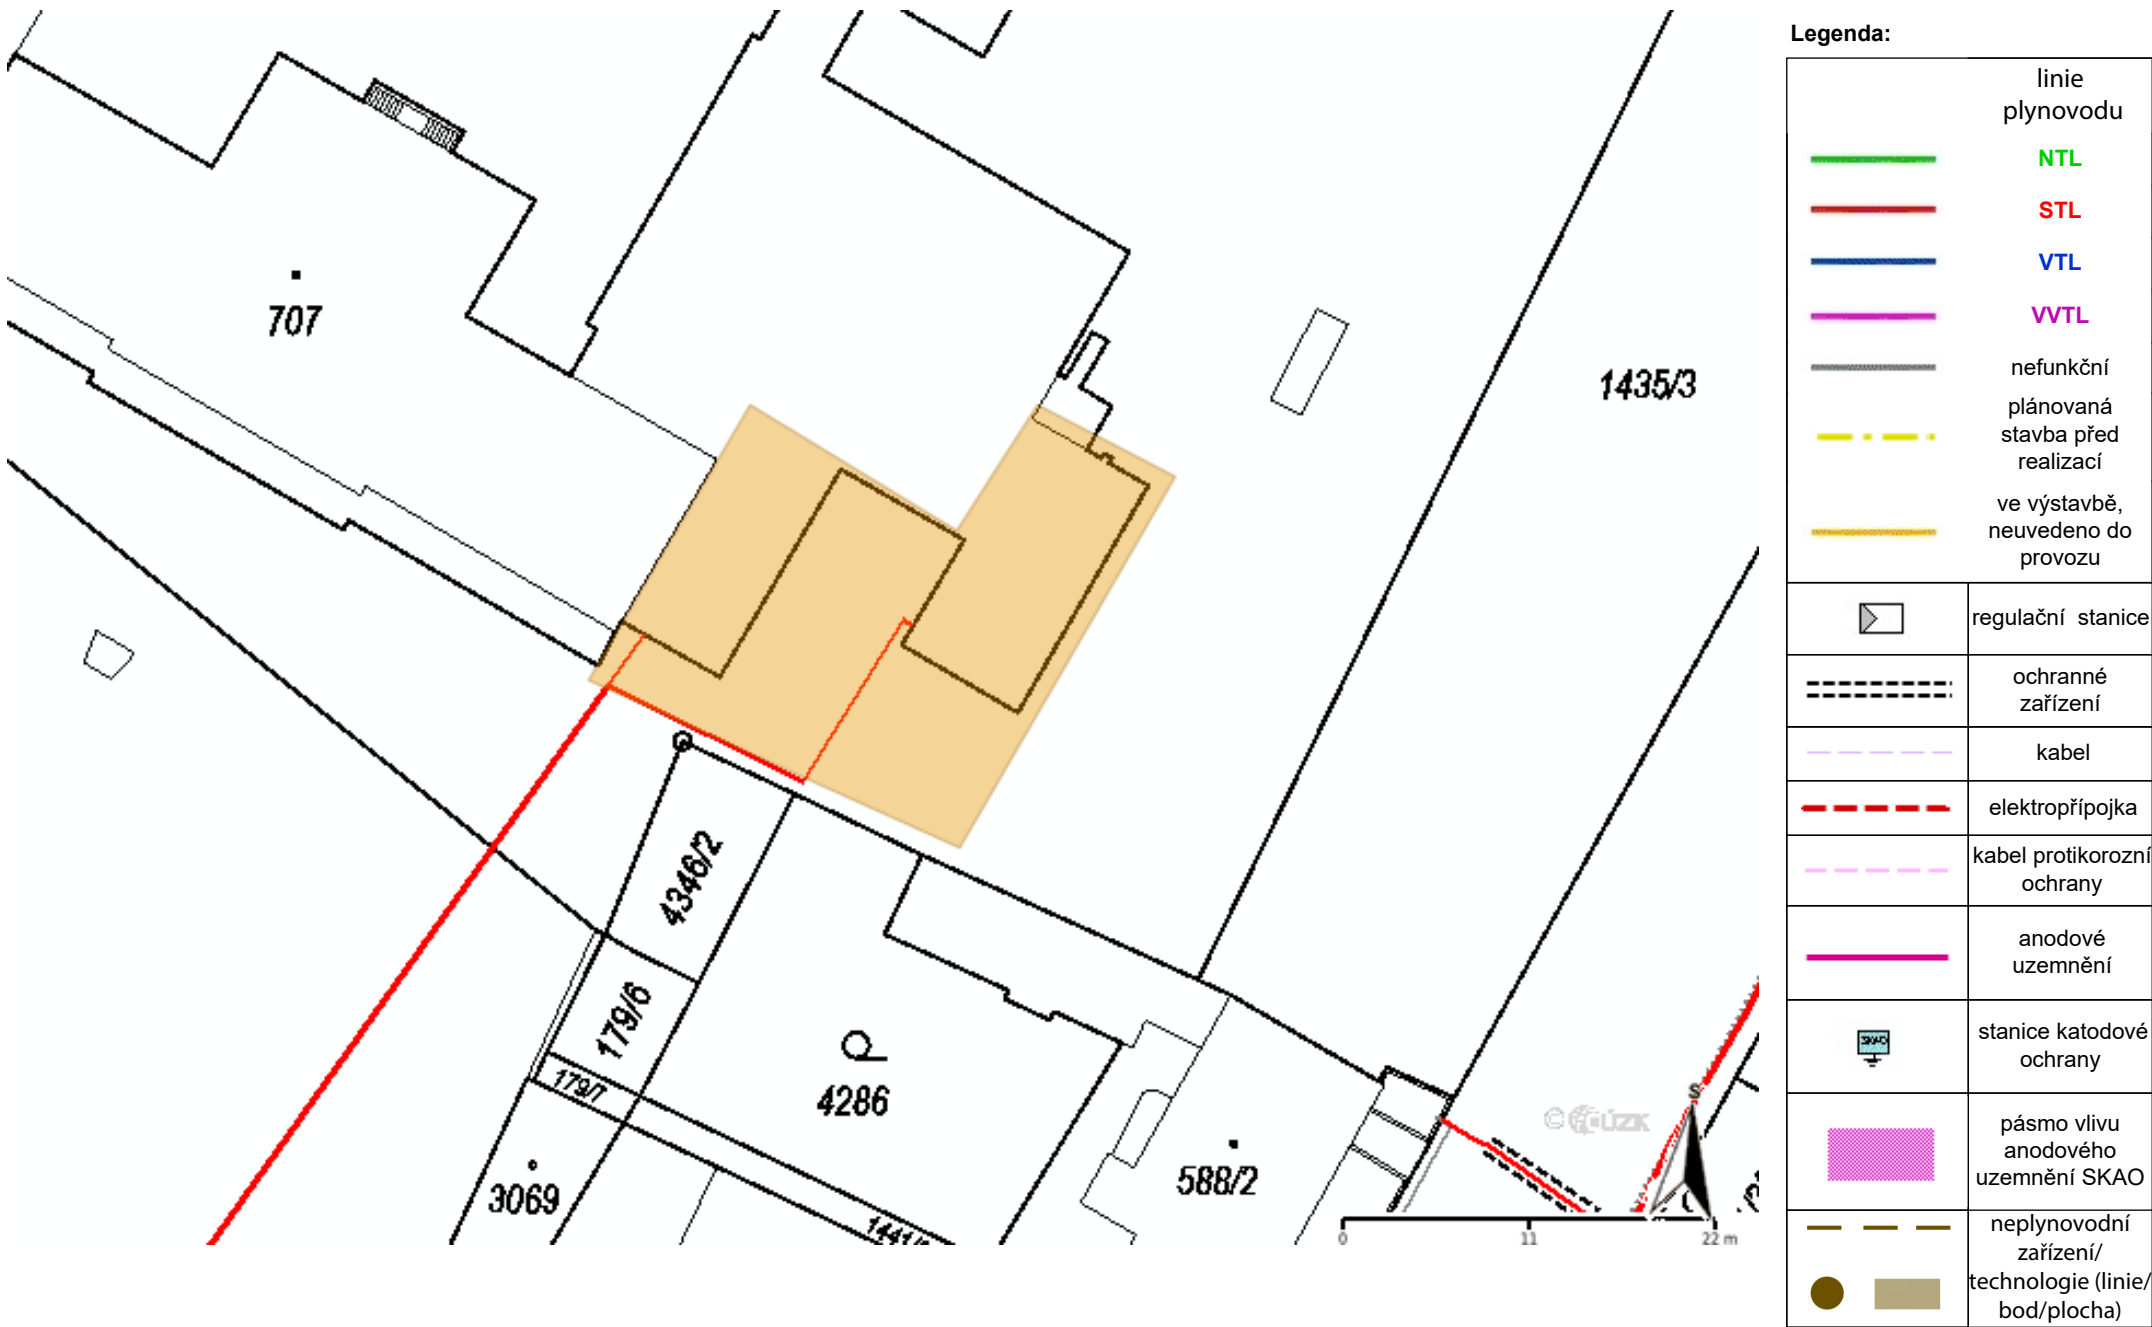 Legenda:
linie
plynovodu
NTL
STL
VTL
VVTL
nefunkční
plánovaná
stavba před
realizací
ve výstavbě,
neuvedeno do
provozu
regulační stanice
ochranné
zařízení
kabel
elektropřípojka
kabel protikorozní
ochrany
anodové
uzemnění
SKAO
stanice katodové
ochrany
pásmo vlivu
anodového
uzemnění SKAO
neplynovodní
zařízení/
technologie (linie/
bod/plocha)
707
1435/3
4346/2
179/6
179/7
4286
3069
588/2
S
© ČÚZK
0 11 22 m